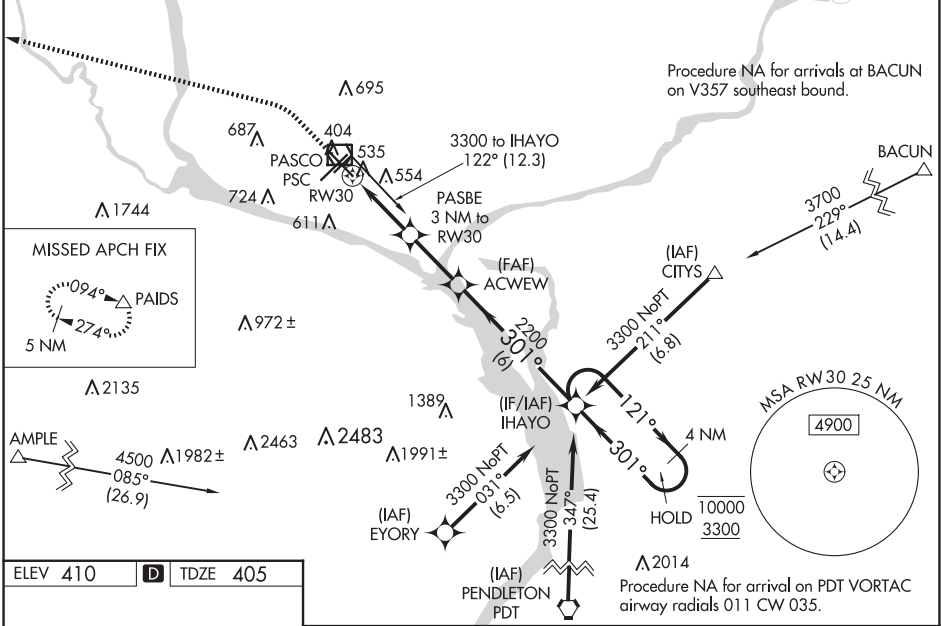 695
Procedure NA for arrivals at BACUN
on V357 southeast bound.
687
404
3300 to IHAYO
122° (12.3)
PASCO
PSC
535
554
RW30
BACUN
3700
229°
(14.4)
724
611
PASBE
3 NM to
RW30
1744
MISSED APCH FIX
094°
PAIDS
274°
5 NM
(FAF)
ACWEW
(IAF)
CITYS
3300 NoPT
211°
(6.8)
972 ±
2200
301°
(6)
2135
1389
(IF/IAF)
IHAYO
121°
4 NM
301°
MSA RW30 25 NM
4900
AMPLE
4500
085°
(26.9)
1982 ±
2463
2483
1991 ±
3300 NoPT
031°
(6.5)
(IAF)
EYORY
3300 NoPT
347°
(25.4)
HOLD
10000
3300
2014
(IAF)
PENDLETON
PDT
Procedure NA for arrival on PDT VORTAC
airway radials 011 CW 035.
ELEV 410 D TDZE 405